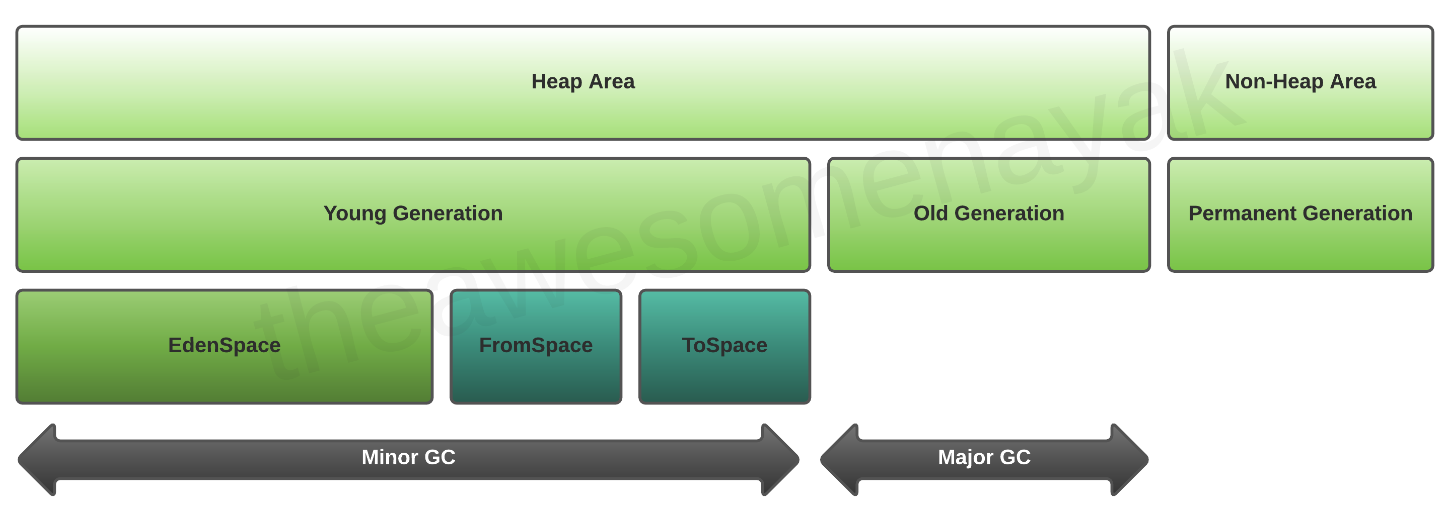 Heap Area
Non-Heap Area
Young Generation
Old Generation
Permanent Generation
EdenSpace
FromSpace
ToSpace
Minor GC
Major GC
theawesomenayak